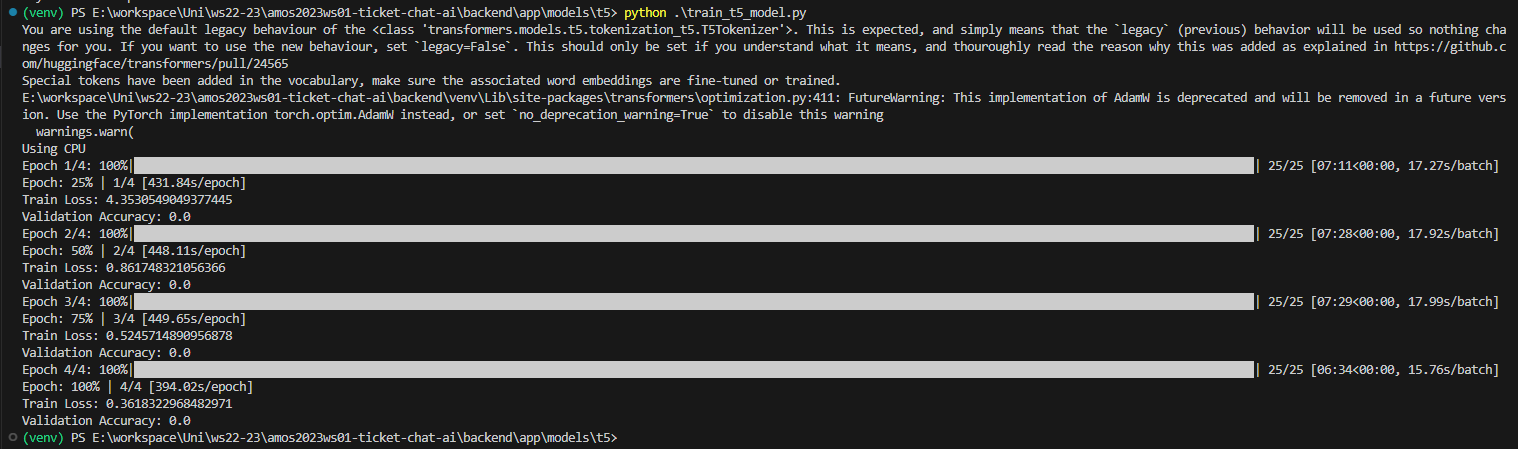 (venv) PS E:\workspace\Uni\ws22-23\amos2023ws01-ticket-chat-ai\backend\app\models\t5> python .\train_t5_model.py
You are using the default legacy behaviour of the <class 'transformers.models.t5.tokenization_t5.T5Tokenizer'>. This is expected, and simply means that the `legacy` (previous) behavior will be used so nothing cha
nges for you. If you want to use the new behaviour, set `legacy=False`. This should only be set if you understand what it means, and thouroughly read the reason why this was added as explained in https://github.c
om/huggingface/transformers/pull/24565
Special tokens have been added in the vocabulary, make sure the associated word embeddings are fine-tuned or trained.
E:\workspace\Uni\ws22-23\amos2023ws01-ticket-chat-ai\backend\venv\Lib\site-packages\transformers\optimization.py:411: FutureWarning: This implementation of AdamW is deprecated and will be removed in a future vers
ion. Use the PyTorch implementation torch.optim.AdamW instead, or set `no_deprecation_warning=True` to disable this warning
  warnings.warn(
Using CPU
Epoch 1/4: 100%| | 25/25 [07:11<00:00, 17.27s/batch]
Epoch: 25% | 1/4 [431.84s/epoch]
Train Loss: 4.3530549049377445
Validation Accuracy: 0.0
Epoch 2/4: 100%| | 25/25 [07:28<00:00, 17.92s/batch]
Epoch: 50% | 2/4 [448.11s/epoch]
Train Loss: 0.861748321056366
Validation Accuracy: 0.0
Epoch 3/4: 100%| | 25/25 [07:29<00:00, 17.99s/batch]
Epoch: 75% | 3/4 [449.65s/epoch]
Train Loss: 0.5245714890956878
Validation Accuracy: 0.0
Epoch 4/4: 100%| | 25/25 [06:34<00:00, 15.76s/batch]
Epoch: 100% | 4/4 [394.02s/epoch]
Train Loss: 0.3618322968482971
Validation Accuracy: 0.0
(venv) PS E:\workspace\Uni\ws22-23\amos2023ws01-ticket-chat-ai\backend\app\models\t5>